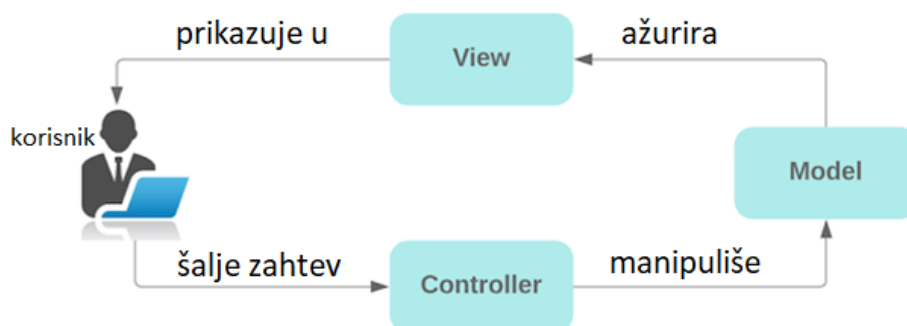 prikazuje u
View
ažurira
korisnik
Model
šalje zahtev
Controller
manipuliše